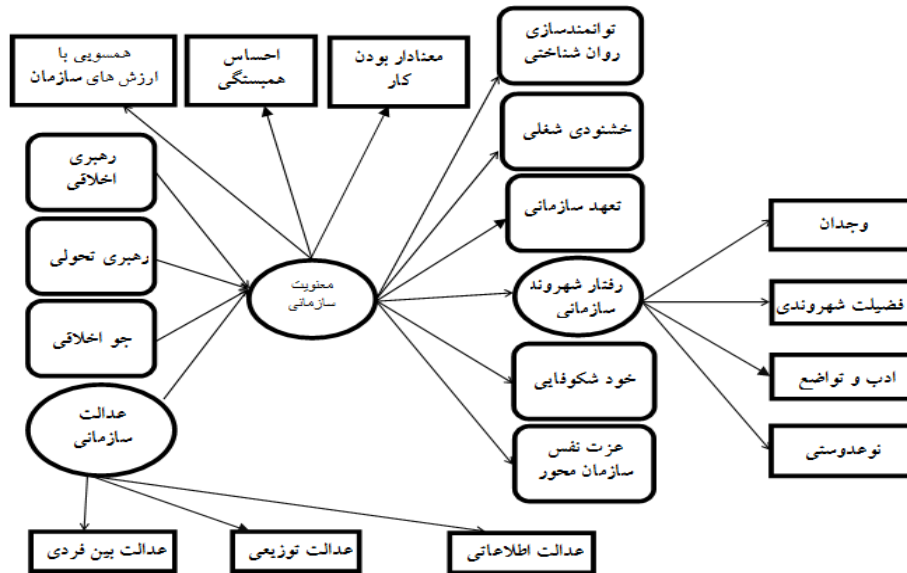 توانمندسازی
روان شناختی
همسویی با
ارزش های سازمان
احساس
همبستگی
معنادار بودن
کار
خشنودی شغلی
رهبری
اخلاقی
تعهد سازمانی
وجدان
رهبری تحولی
معنویت
سازمانی
رفتار شهروند
سازمانی
فضیلت شهروندی
جو اخلاقی
خود شکوفایی
ادب و تواضع
عدالت
سازمانی
عزت نفس
سازمان محور
نوعدوستی
عدالت اطلاعاتی
عدالت توزیعی
عدالت بین فردی